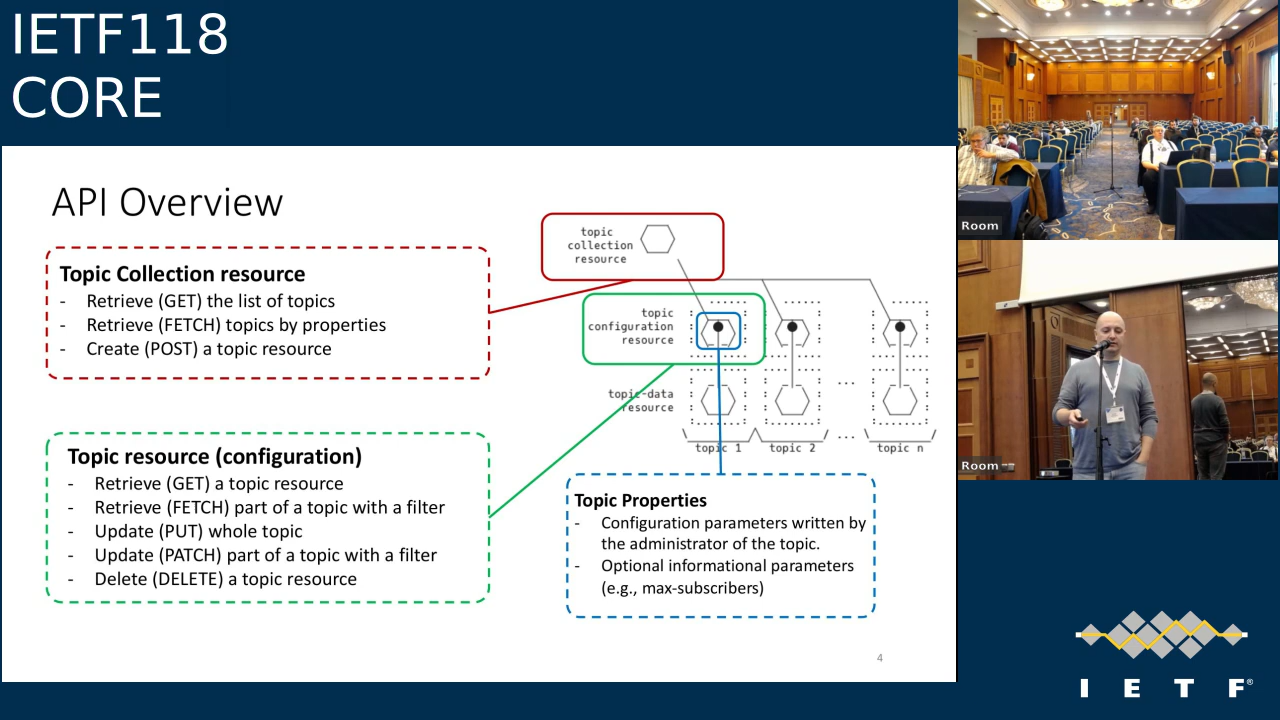 IETF118
CORE
API Overview
Topic Collection resource
- Retrieve (GET) the list of topics
- Retrieve (FETCH) topics by properties
- Create (POST) a topic resource
Topic resource (configuration)
- Retrieve (GET) a topic resource
- Retrieve (FETCH) part of a topic with a filter
- Update (PUT) whole topic
- Update (PATCH) part of a topic with a filter
- Delete (DELETE) a topic resource
topic
collection
resource
topic
configuration
resource
topic-data
resource
...
topic 1
topic 2
...
topic n
Topic Properties
- Configuration parameters written by
the administrator of the topic.
- Optional informational parameters
(e.g., max-subscribers)
4
Room
Room
I E T F®